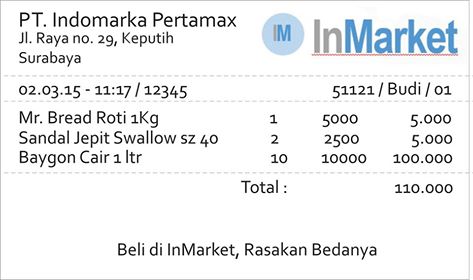 PT. Indomarka Pertamax
Jl. Raya no. 29, Keputih
Surabaya
IM InMarket
02.03.15 - 11:17 / 12345 51121 / Budi / 01
Mr. Bread Roti 1Kg 1 5000 5.000
Sandal Jepit Swallow sz 40 2 2500 5.000
Baygon Cair 1 ltr 10 10000 100.000
Total : 110.000
Beli di InMarket, Rasakan Bedanya